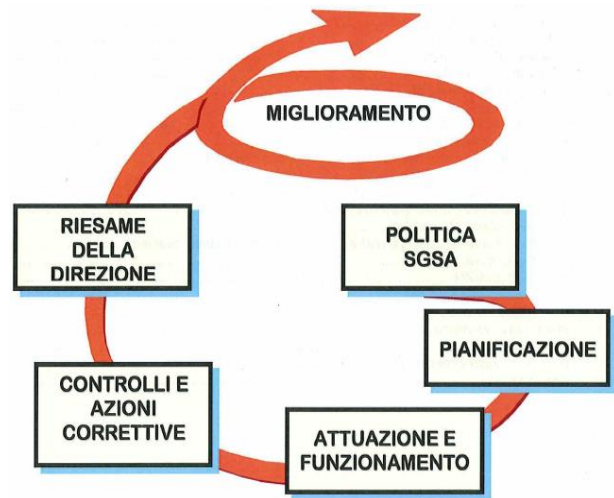 MIGLIORAMENTO
RIESAME
DELLA
DIREZIONE
POLITICA
SGSA
PIANIFICAZIONE
CONTROLLI E
AZIONI
CORRETTIVE
ATTUAZIONE E
FUNZIONAMENTO